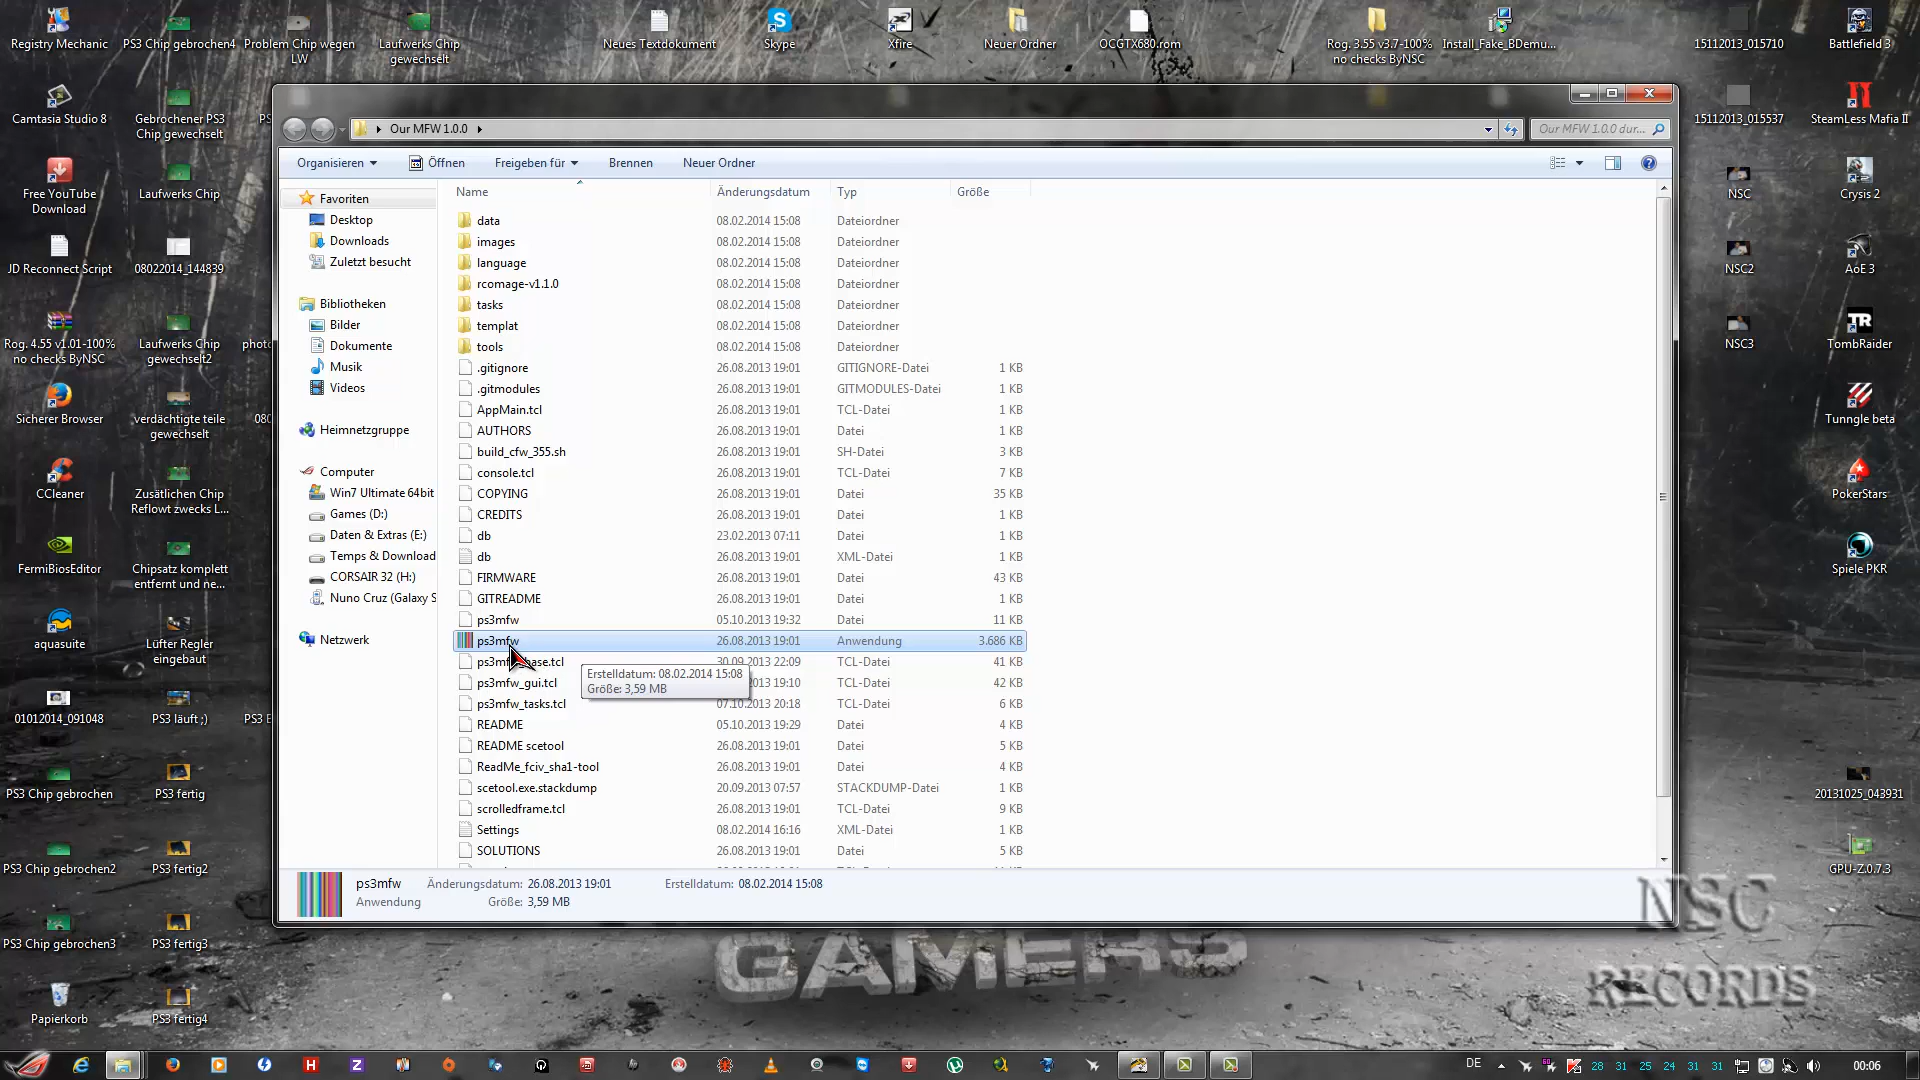 Registry Mechanic
PS3 Chip gebrochen4
Problem Chip wegen
LW
Laufwerks Chip
gewechselt
Neues Textdokument
Skype
Xfire
Neuer Ordner
OCGTX680.rom
Rog. 3.55 v3.7-100%
no checks ByNSC
Install_Fake_BDemu...
15112013_015710
Battlefield 3
Camtasia Studio 8
Gebrochener PS3
Chip gewechselt
15112013_015537
SteamLess Mafia II
Free YouTube
Download
Laufwerks Chip
NSC
Crysis 2
JD Reconnect Script
08022014_144839
NSC2
AoE 3
Rog. 4.55 v1.01-100%
no checks ByNSC
Laufwerks Chip
gewechselt2
NSC3
TombRaider
Sicherer Browser
verdächtigte teile
gewechselt
Tunngle beta
CCleaner
Zusätlichen Chip
Reflowt zwecks L...
PokerStars
FermiBiosEditor
Chipsatz komplett
entfernt und ne...
Spiele PKR
aquasuite
Lüfter Regler
eingebaut
01012014_091048
PS3 läuft ;)
PS3 Chip gebrochen
PS3 fertig
20131025_043931
PS3 Chip gebrochen2
PS3 fertig2
GPU-Z.0.7.3
PS3 Chip gebrochen3
PS3 fertig3
Papierkorb
PS3 fertig4
Our MFW 1.0.0
Our MFW 1.0.0 dur...
Organisieren
Öffnen
Freigeben für
Brennen
Neuer Ordner
Favoriten
Desktop
Downloads
Zuletzt besucht
Bibliotheken
Bilder
Dokumente
Musik
Videos
Heimnetzgruppe
Computer
Win7 Ultimate 64bit
Games (D:)
Daten & Extras (E:)
Temps & Download
CORSAIR 32 (H:)
Nuno Cruz (Galaxy S
Netzwerk
Name Änderungsdatum Typ Größe
data 08.02.2014 15:08 Dateiordner
images 08.02.2014 15:08 Dateiordner
language 08.02.2014 15:08 Dateiordner
rcomage-v1.1.0 08.02.2014 15:08 Dateiordner
tasks 08.02.2014 15:08 Dateiordner
templat 08.02.2014 15:08 Dateiordner
tools 08.02.2014 15:08 Dateiordner
.gitignore 26.08.2013 19:01 GITIGNORE-Datei 1 KB
.gitmodules 26.08.2013 19:01 GITMODULES-Datei 1 KB
AppMain.tcl 26.08.2013 19:01 TCL-Datei 1 KB
AUTHORS 26.08.2013 19:01 Datei 1 KB
build_cfw_355.sh 26.08.2013 19:01 SH-Datei 3 KB
console.tcl 26.08.2013 19:01 TCL-Datei 7 KB
COPYING 26.08.2013 19:01 Datei 35 KB
CREDITS 26.08.2013 19:01 Datei 1 KB
db 23.02.2013 07:11 Datei 1 KB
db 26.08.2013 19:01 XML-Datei 1 KB
FIRMWARE 26.08.2013 19:01 Datei 43 KB
GITREADME 26.08.2013 19:01 Datei 1 KB
ps3mfw 05.10.2013 19:32 Datei 11 KB
ps3mfw 26.08.2013 19:01 Anwendung 3.686 KB
30.09.2013 22:09 TCL-Datei 41 KB
ps3mfw_gui.tcl 19:10 TCL-Datei 42 KB
ps3mfw_tasks.tcl 07.10.2013 20:18 TCL-Datei 6 KB
README 05.10.2013 19:29 Datei 4 KB
README scetool 26.08.2013 19:01 Datei 5 KB
ReadMe_fciv_sha1-tool 26.08.2013 19:01 Datei 4 KB
scetool.exe.stackdump 20.09.2013 07:57 STACKDUMP-Datei 1 KB
scrolledframe.tcl 26.08.2013 19:01 TCL-Datei 9 KB
Settings 08.02.2014 16:16 XML-Datei 1 KB
SOLUTIONS 26.08.2013 19:01 Datei 5 KB
Erstelldatum: 08.02.2014 15:08
Größe: 3,59 MB
ps3mfw Änderungsdatum: 26.08.2013 19:01 Erstelldatum: 08.02.2014 15:08
Anwendung Größe: 3,59 MB
GAMERS
NSC
RECORDS
DE
28 31 25 24 31 31
00:06